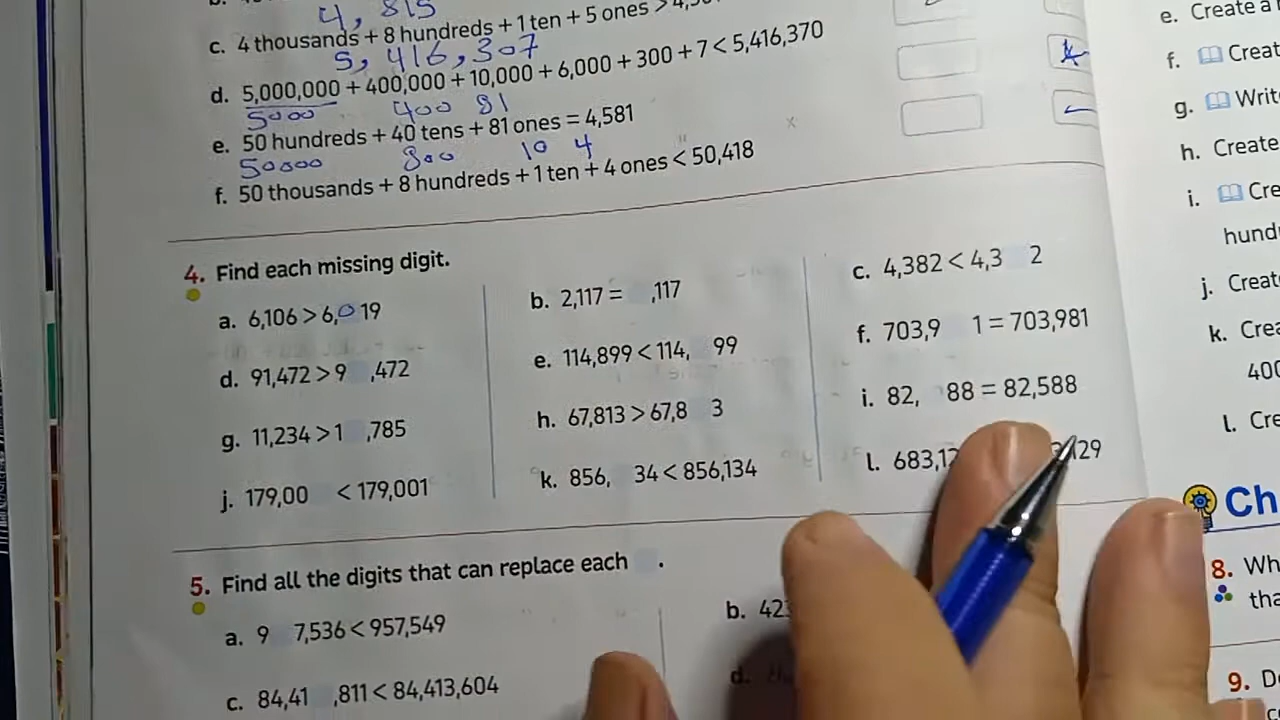 4, 815
c. 4 thousands + 8 hundreds + 1 ten + 5 ones >
5, 416, 307
d. 5,000,000 + 400,000 + 10,000 + 6,000 + 300 + 7 < 5,416,370
5000 400 81
e. 50 hundreds + 40 tens + 81 ones = 4,581
50000 800 10 4
f. 50 thousands + 8 hundreds + 1 ten + 4 ones < 50,418
4. Find each missing digit.
a. 6,106 > 6,019
b. 2,117 = ,117
c. 4,382 < 4,3 2
d. 91,472 > 9 ,472
e. 114,899 < 114, 99
f. 703,9 1 = 703,981
g. 11,234 > 1 ,785
h. 67,813 > 67,8 3
i. 82, 88 = 82,588
j. 179,00 < 179,001
k. 856, 34 < 856,134
l. 683,12 129
5. Find all the digits that can replace each .
a. 9 7,536 < 957,549
b. 423
c. 84,41 ,811 < 84,413,604
d.
e. Create a
f. Creat
g. Writ
h. Create
i. Cre
hund
j. Creat
k. Crea
400
l. Cre
Ch
8. Wh
tha
9. D